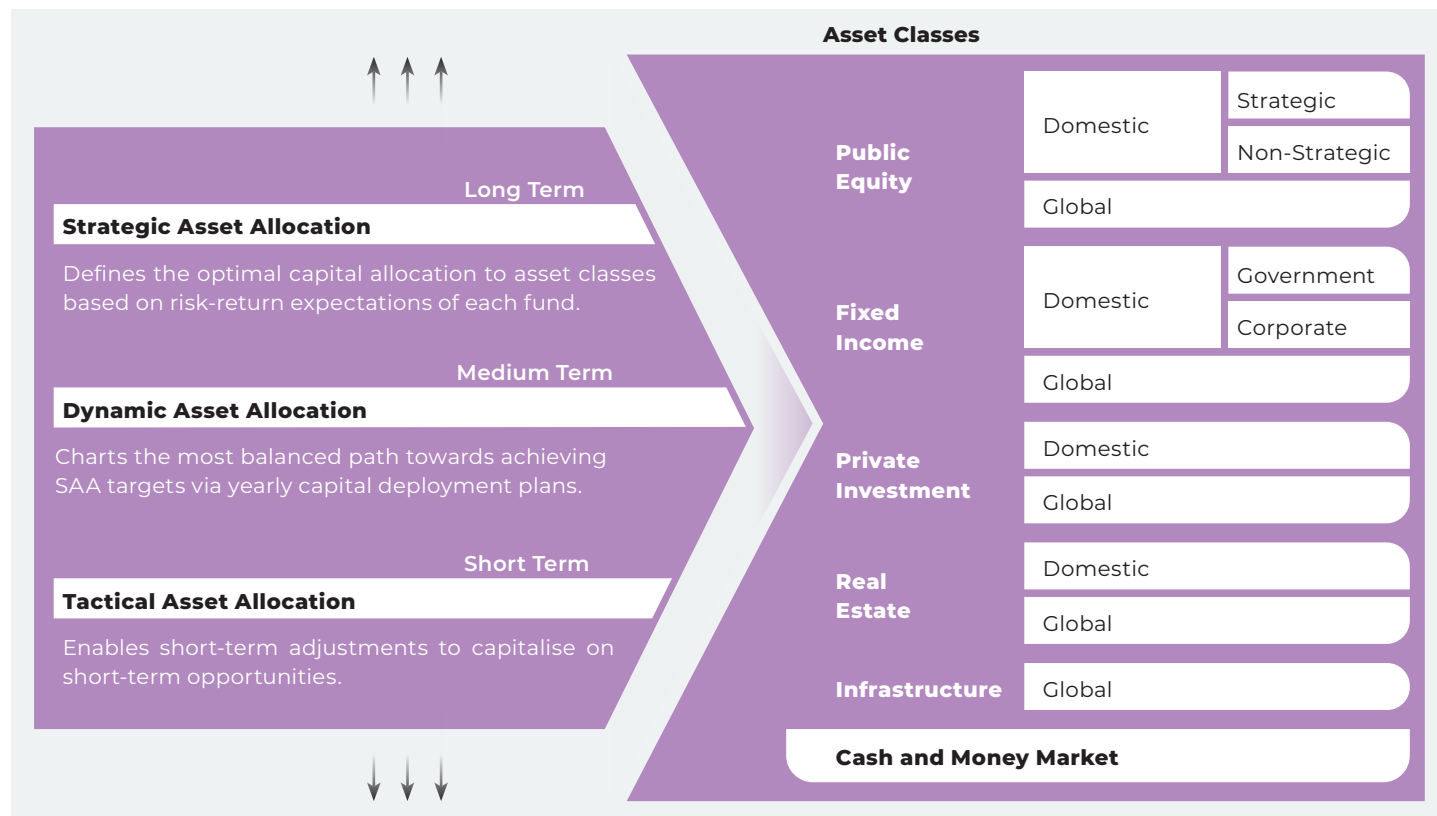 Long Term
Strategic Asset Allocation
Defines the optimal capital allocation to asset classes
based on risk-return expectations of each fund.
Medium Term
Dynamic Asset Allocation
Charts the most balanced path towards achieving
SAA targets via yearly capital deployment plans.
Short Term
Tactical Asset Allocation
Enables short-term adjustments to capitalise on
short-term opportunities.
Asset Classes
Public
Equity
Domestic
Strategic
Non-Strategic
Global
Fixed
Income
Domestic
Government
Corporate
Global
Private
Investment
Domestic
Global
Real
Estate
Domestic
Global
Infrastructure
Global
Cash and Money Market